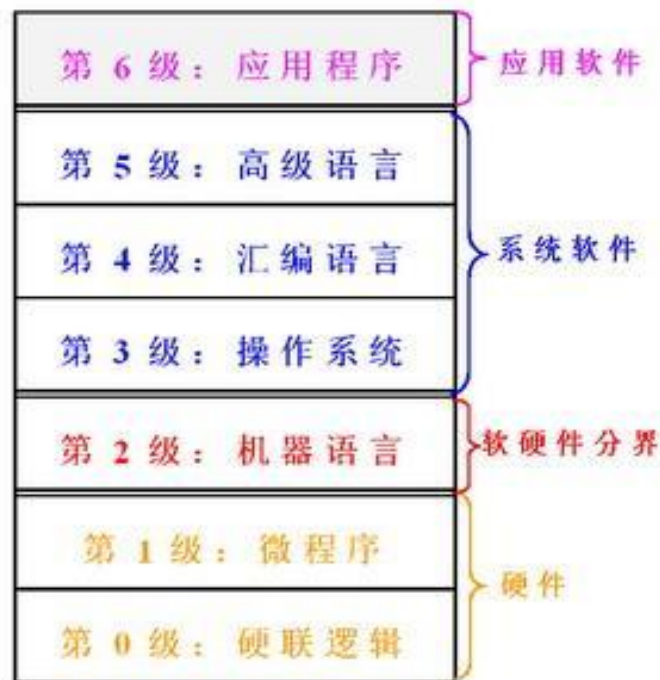 第 6 级：应用程序
应用软件
第 5 级：高级语言
第 4 级：汇编语言
系统软件
第 3 级：操作系统
第 2 级：机器语言
软硬件分界
第 1 级：微程序
硬件
第 0 级：硬联逻辑